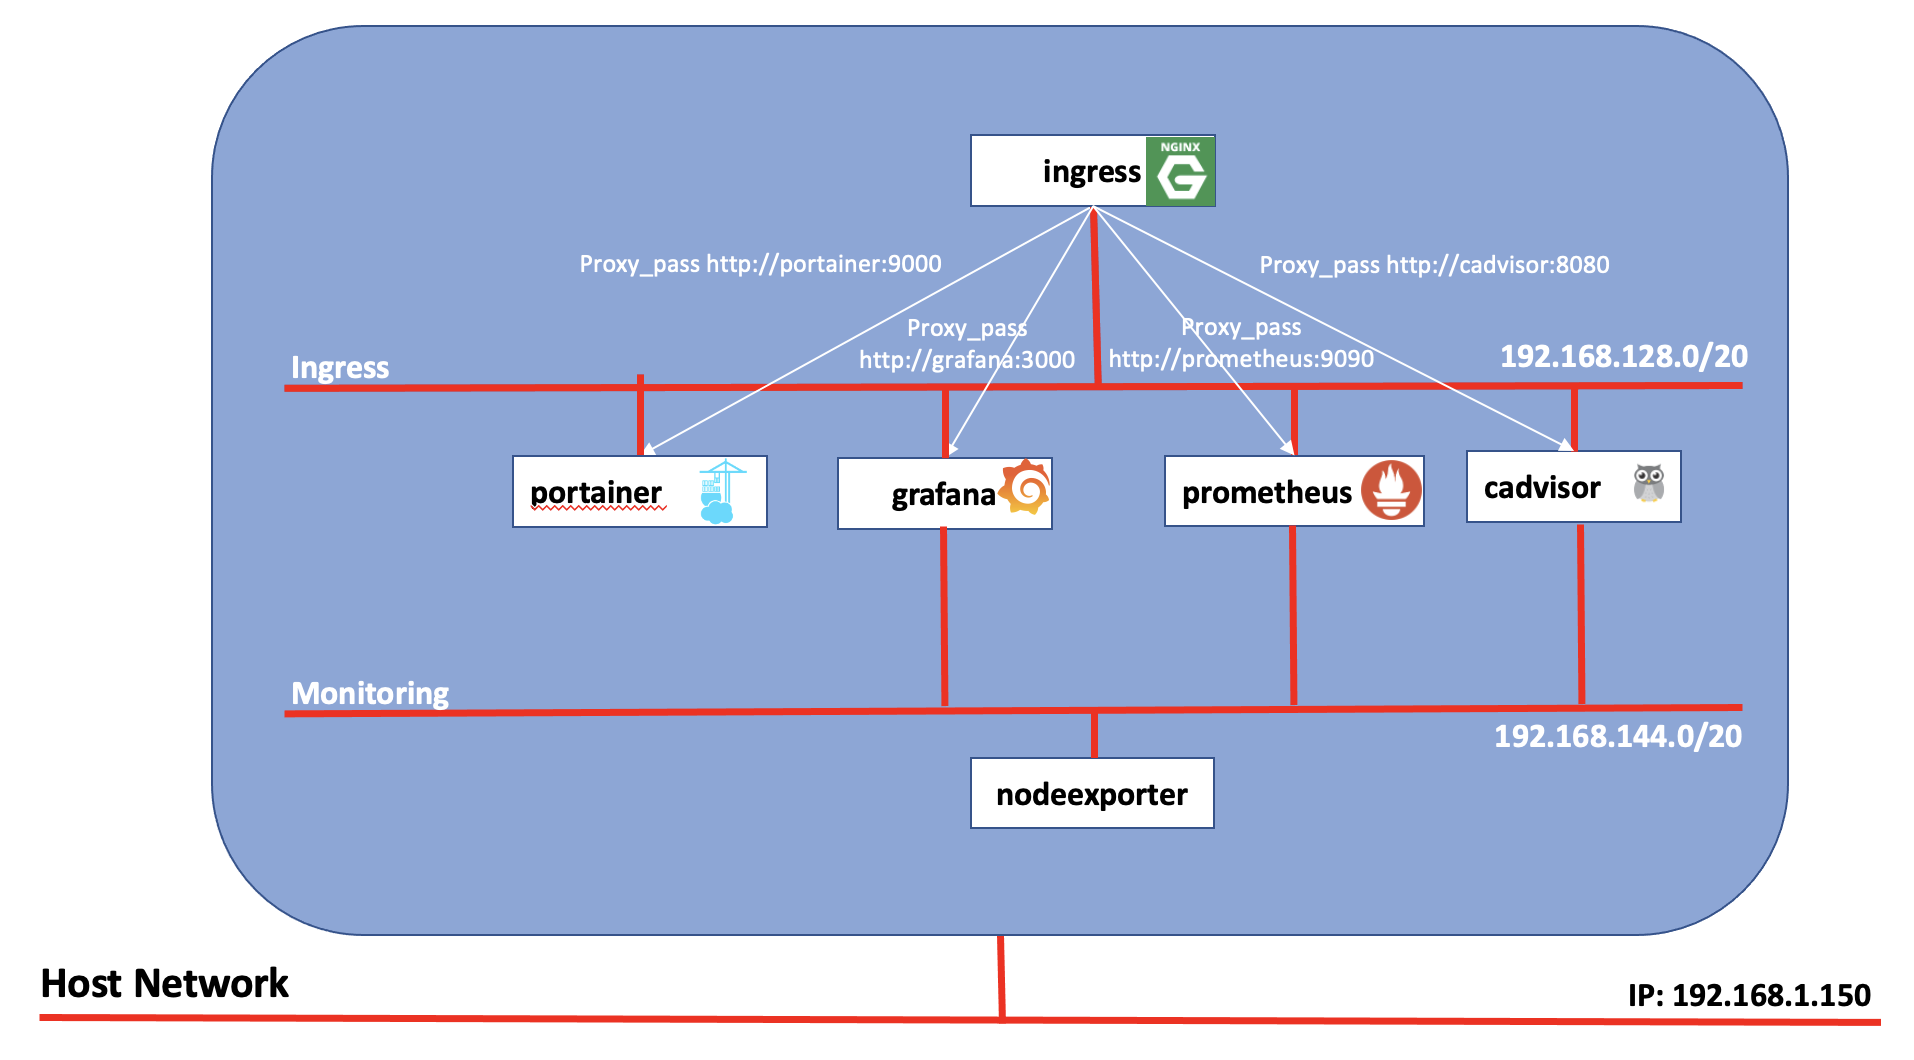 NGINX
ingress
Proxy_pass http://portainer:9000
Proxy_pass http://cadvisor:8080
Proxy_pass
http://grafana:3000
Proxy_pass
http://prometheus:9090
Ingress
192.168.128.0/20
portainer
grafana
prometheus
cadvisor
Monitoring
192.168.144.0/20
nodeexporter
Host Network
IP: 192.168.1.150